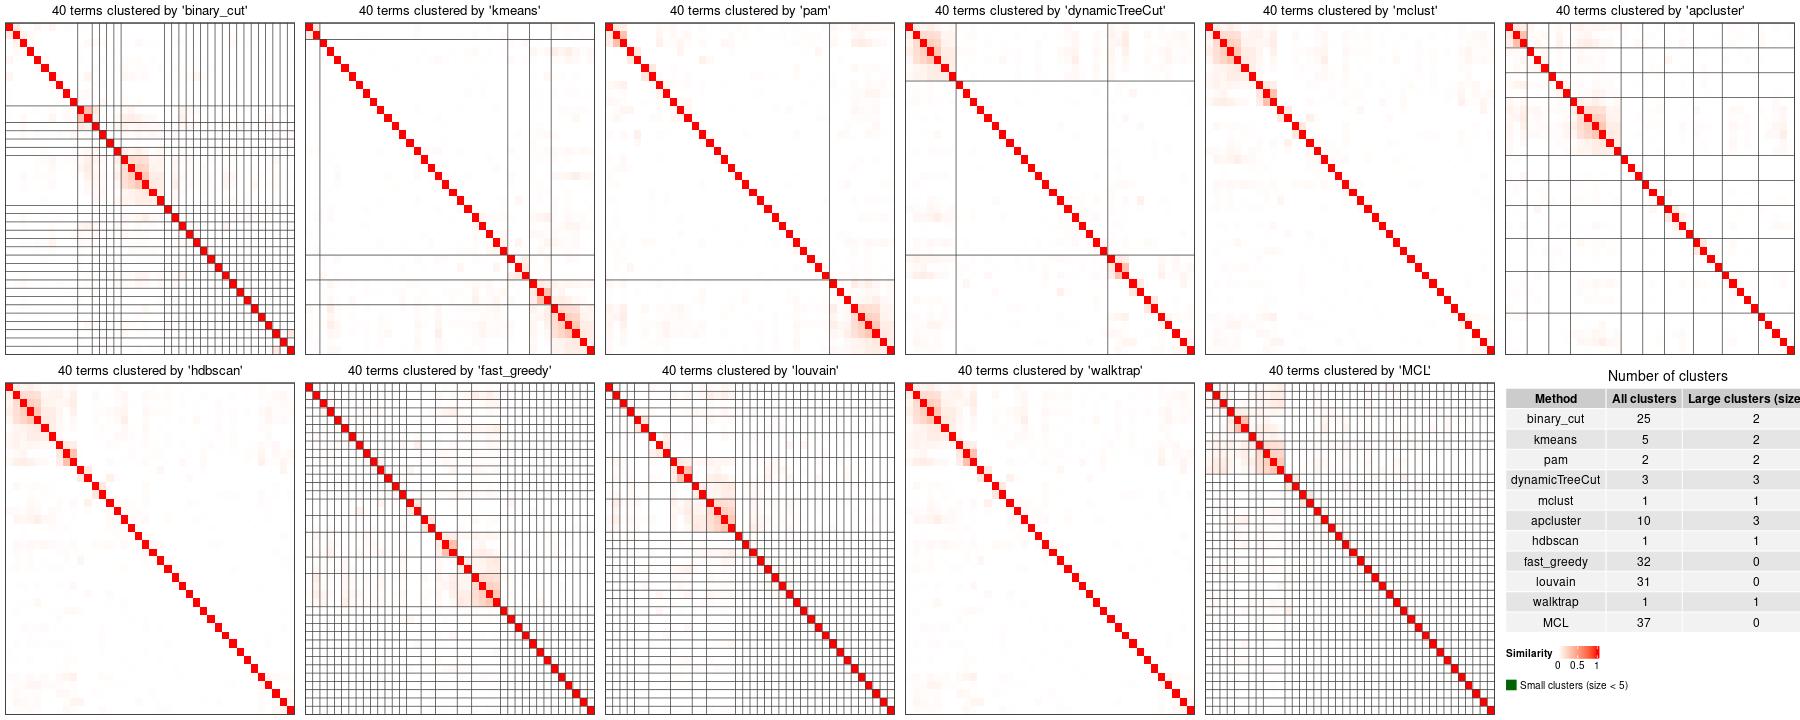 40 terms clustered by 'binary_cut'
40 terms clustered by 'kmeans'
40 terms clustered by 'pam'
40 terms clustered by 'dynamicTreeCut'
40 terms clustered by 'mclust'
40 terms clustered by 'apcluster'
40 terms clustered by 'hdbscan'
40 terms clustered by 'fast_greedy'
40 terms clustered by 'louvain'
40 terms clustered by 'walktrap'
40 terms clustered by 'MCL'
Number of clusters
Method All clusters Large clusters (size
binary_cut 25 2
kmeans 5 2
pam 2 2
dynamicTreeCut 3 3
mclust 1 1
apcluster 10 3
hdbscan 1 1
fast_greedy 32 0
louvain 31 0
walktrap 1 1
MCL 37 0
Similarity
0 0.5 1
Small clusters (size < 5)